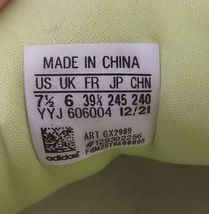 MADE IN CHINA
US UK FR JP CHN
7½ 6 39⅓ 245 240
YYJ 606004 12/21
ART GX2989
#129302256
adidas